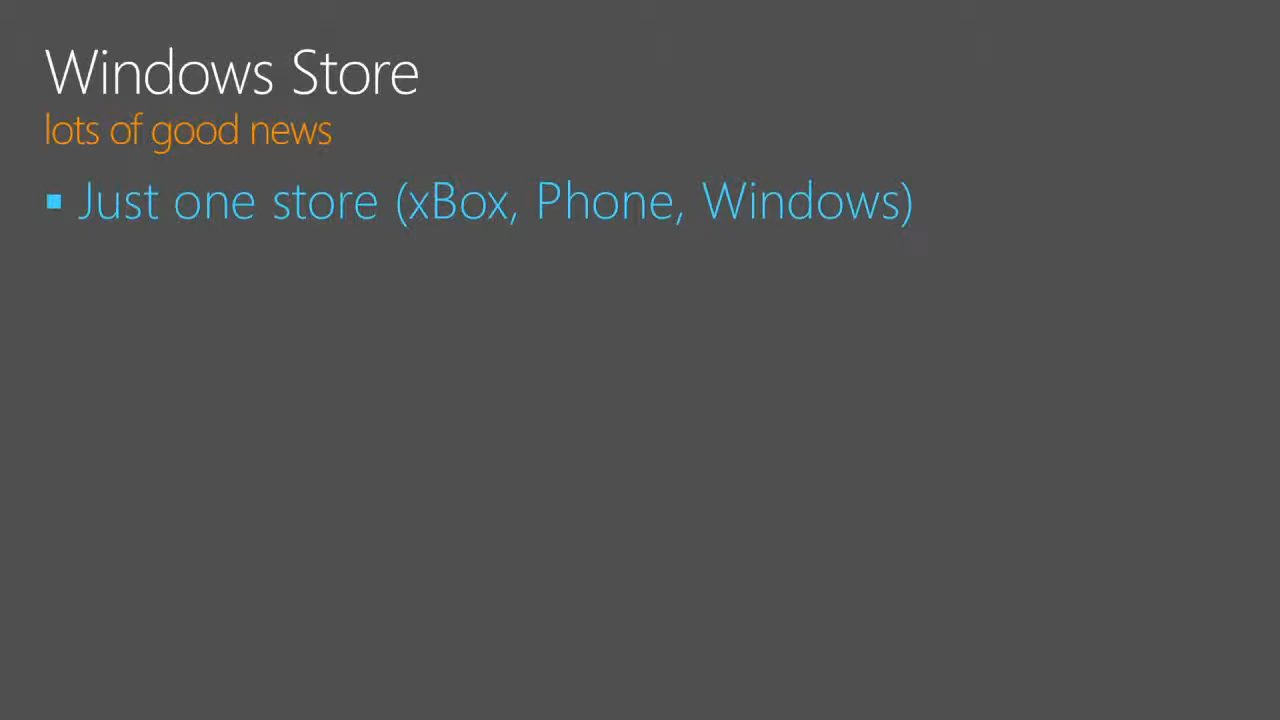 Windows Store
lots of good news
▪ Just one store (xBox, Phone, Windows)